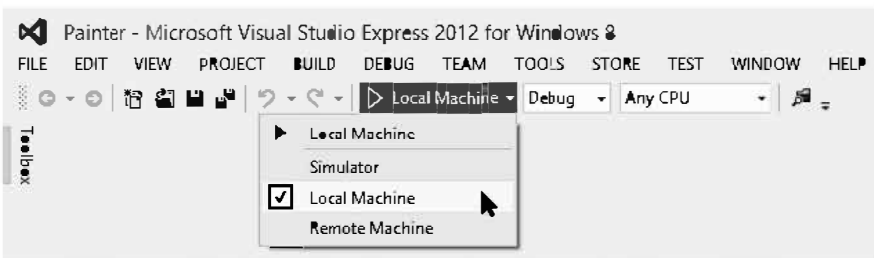 Painter - Microsoft Visual Studio Express 2012 for Windows 8
FILE EDIT VIEW PROJECT BUILD DEBUG TEAM TOOLS STORE TEST WINDOW HELP
Local Machine Debug Any CPU
Toolbox
Local Machine
Simulator
Local Machine
Remote Machine